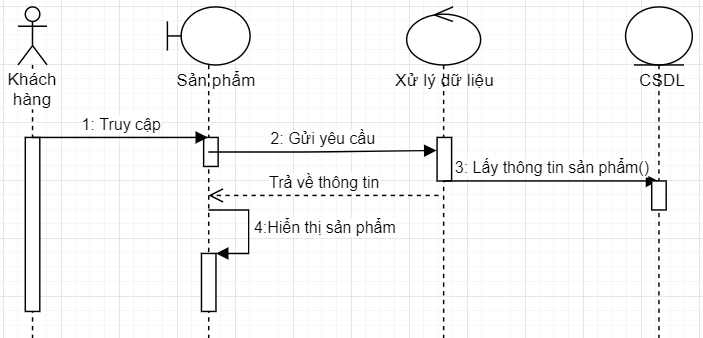 Khách
hàng
Sản phẩm
Xử lý dữ liệu
CSDL
1: Truy cập
2: Gửi yêu cầu
3: Lấy thông tin sản phẩm()
Trả về thông tin
4:Hiển thị sản phẩm